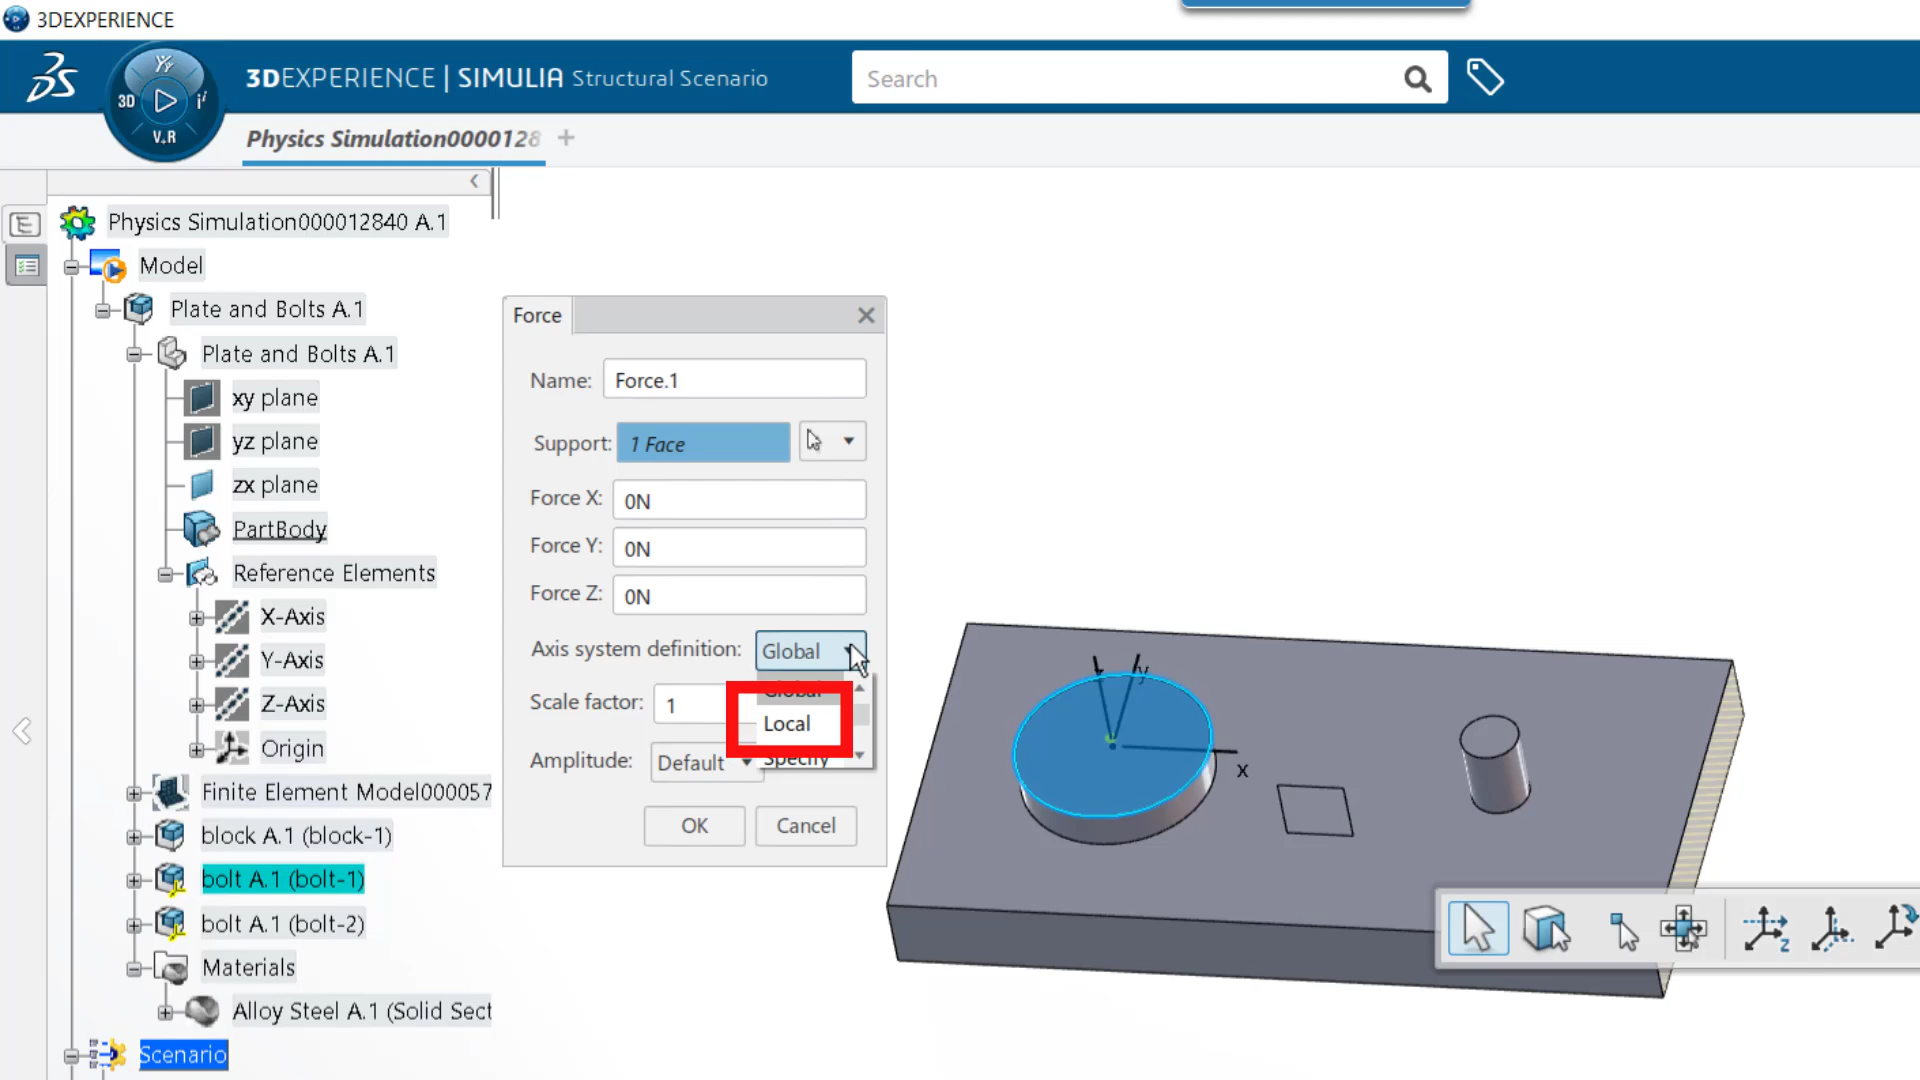 3DEXPERIENCE
3DEXPERIENCE | SIMULIA Structural Scenario
Search
3D
V.R
Physics Simulation0000128
+
Physics Simulation000012840 A.1
Model
Plate and Bolts A.1
Plate and Bolts A.1
xy plane
yz plane
zx plane
PartBody
Reference Elements
X-Axis
Y-Axis
Z-Axis
Origin
Finite Element Model000057
block A.1 (block-1)
bolt A.1 (bolt-1)
bolt A.1 (bolt-2)
Materials
Alloy Steel A.1 (Solid Sect
Scenario
Force
Name: Force.1
Support: 1 Face
Force X: 0N
Force Y: 0N
Force Z: 0N
Axis system definition: Global
Global
Scale factor: 1
Local
Specify
Amplitude: Default
OK Cancel
y
x
z